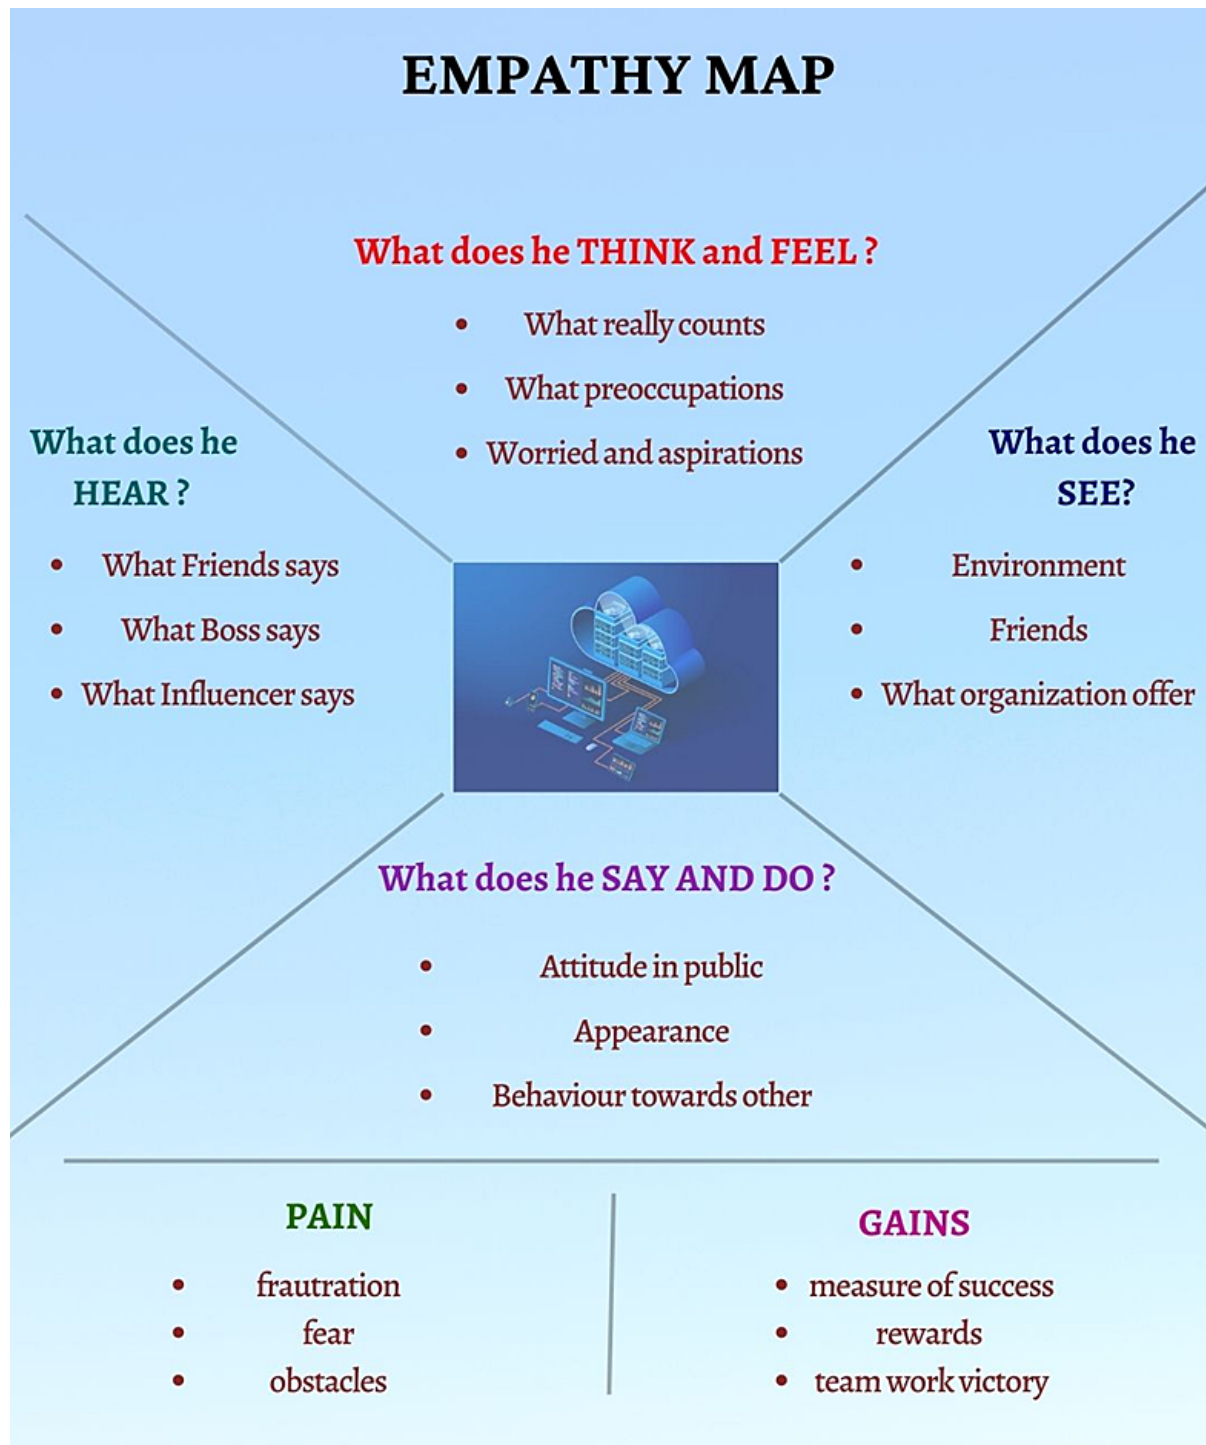 EMPATHY MAP
What does he THINK and FEEL ?
• What really counts
• What preoccupations
• Worried and aspirations
What does he
HEAR ?
• What Friends says
• What Boss says
• What Influencer says
What does he
SEE?
• Environment
• Friends
• What organization offer
What does he SAY AND DO ?
• Attitude in public
• Appearance
• Behaviour towards other
PAIN
• frautration
• fear
• obstacles
GAINS
• measure of success
• rewards
• team work victory